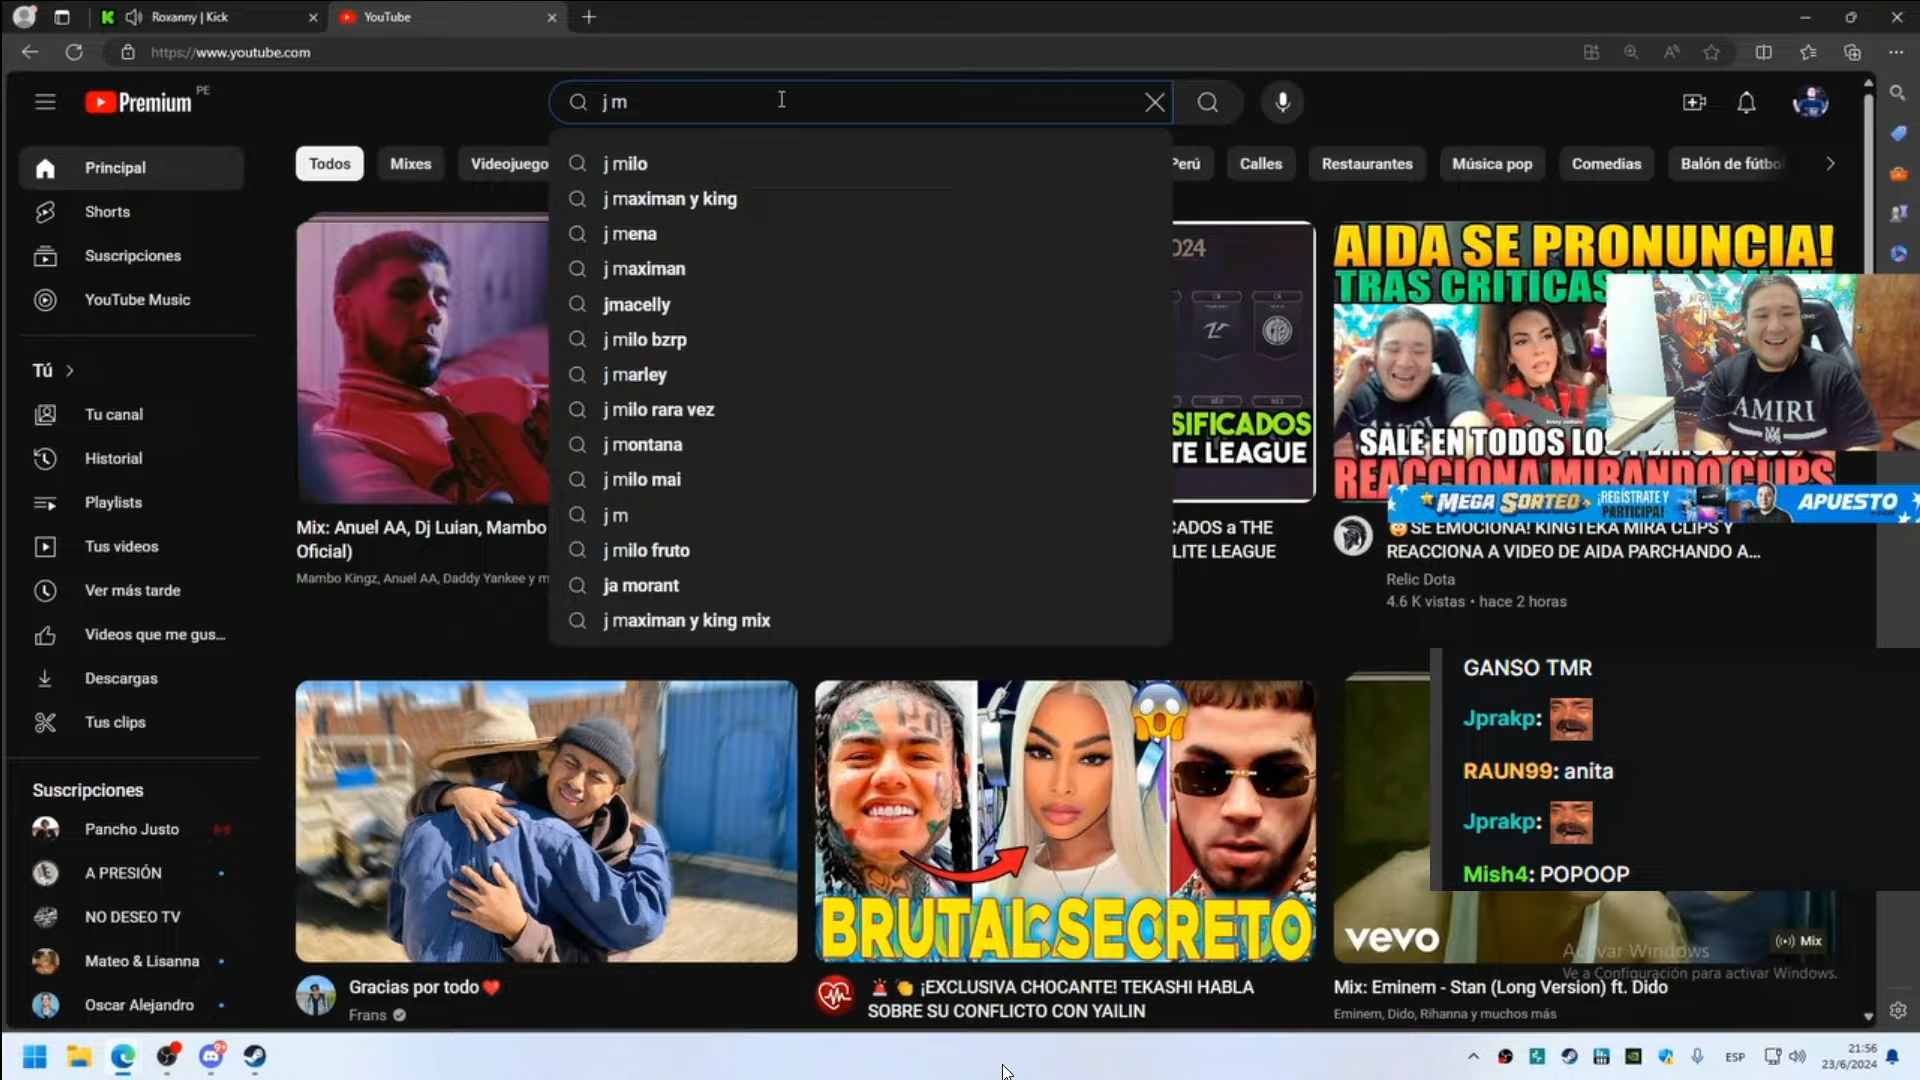 Roxanny | Kick
YouTube
https://www.youtube.com
Premium
PE
j m
j milo
j maximan y king
j mena
j maximan
jmacelly
j milo bzrp
j marley
j milo rara vez
j montana
j milo mai
j m
j milo fruto
ja morant
j maximan y king mix
Principal
Shorts
Suscripciones
YouTube Music
Tú
Tu canal
Historial
Playlists
Tus videos
Ver más tarde
Videos que me gus...
Descargas
Tus clips
Suscripciones
Pancho Justo
A PRESIÓN
NO DESEO TV
Mateo & Lisanna
Oscar Alejandro
Todos
Mixes
Videojuego
Perú
Calles
Restaurantes
Música pop
Comedias
Balón de fútbo
Mix: Anuel AA, Dj Luian, Mambo
Oficial)
Mambo Kingz, Anuel AA, Daddy Yankee y m
024
SIFICADOS
TE LEAGUE
CADOS a THE
LITE LEAGUE
AIDA SE PRONUNCIA!
TRAS CRITICAS
SALE EN TODOS LOS
REACCIONA MIRANDO CLIPS
AMIRI
MEGA SORTEO
¡REGÍSTRATE Y
PARTICIPA!
APUESTO
SE EMOCIONA! KINGTEKA MIRA CLIPS Y
REACCIONA A VIDEO DE AIDA PARCHANDO A...
Relic Dota
4.6 K vistas • hace 2 horas
GANSO TMR
Jprakp:
RAUN99: anita
Jprakp:
Mish4: POPOOP
Gracias por todo❤️
Frans
BRUTAL SECRETO
🚨 👏 ¡EXCLUSIVA CHOCANTE! TEKASHI HABLA
SOBRE SU CONFLICTO CON YAILIN
vevo
Mix
Activar Windows
Ve a Configuración para activar Windows.
Mix: Eminem - Stan (Long Version) ft. Dido
Eminem, Dido, Rihanna y muchos más
ESP
21:56
23/6/2024